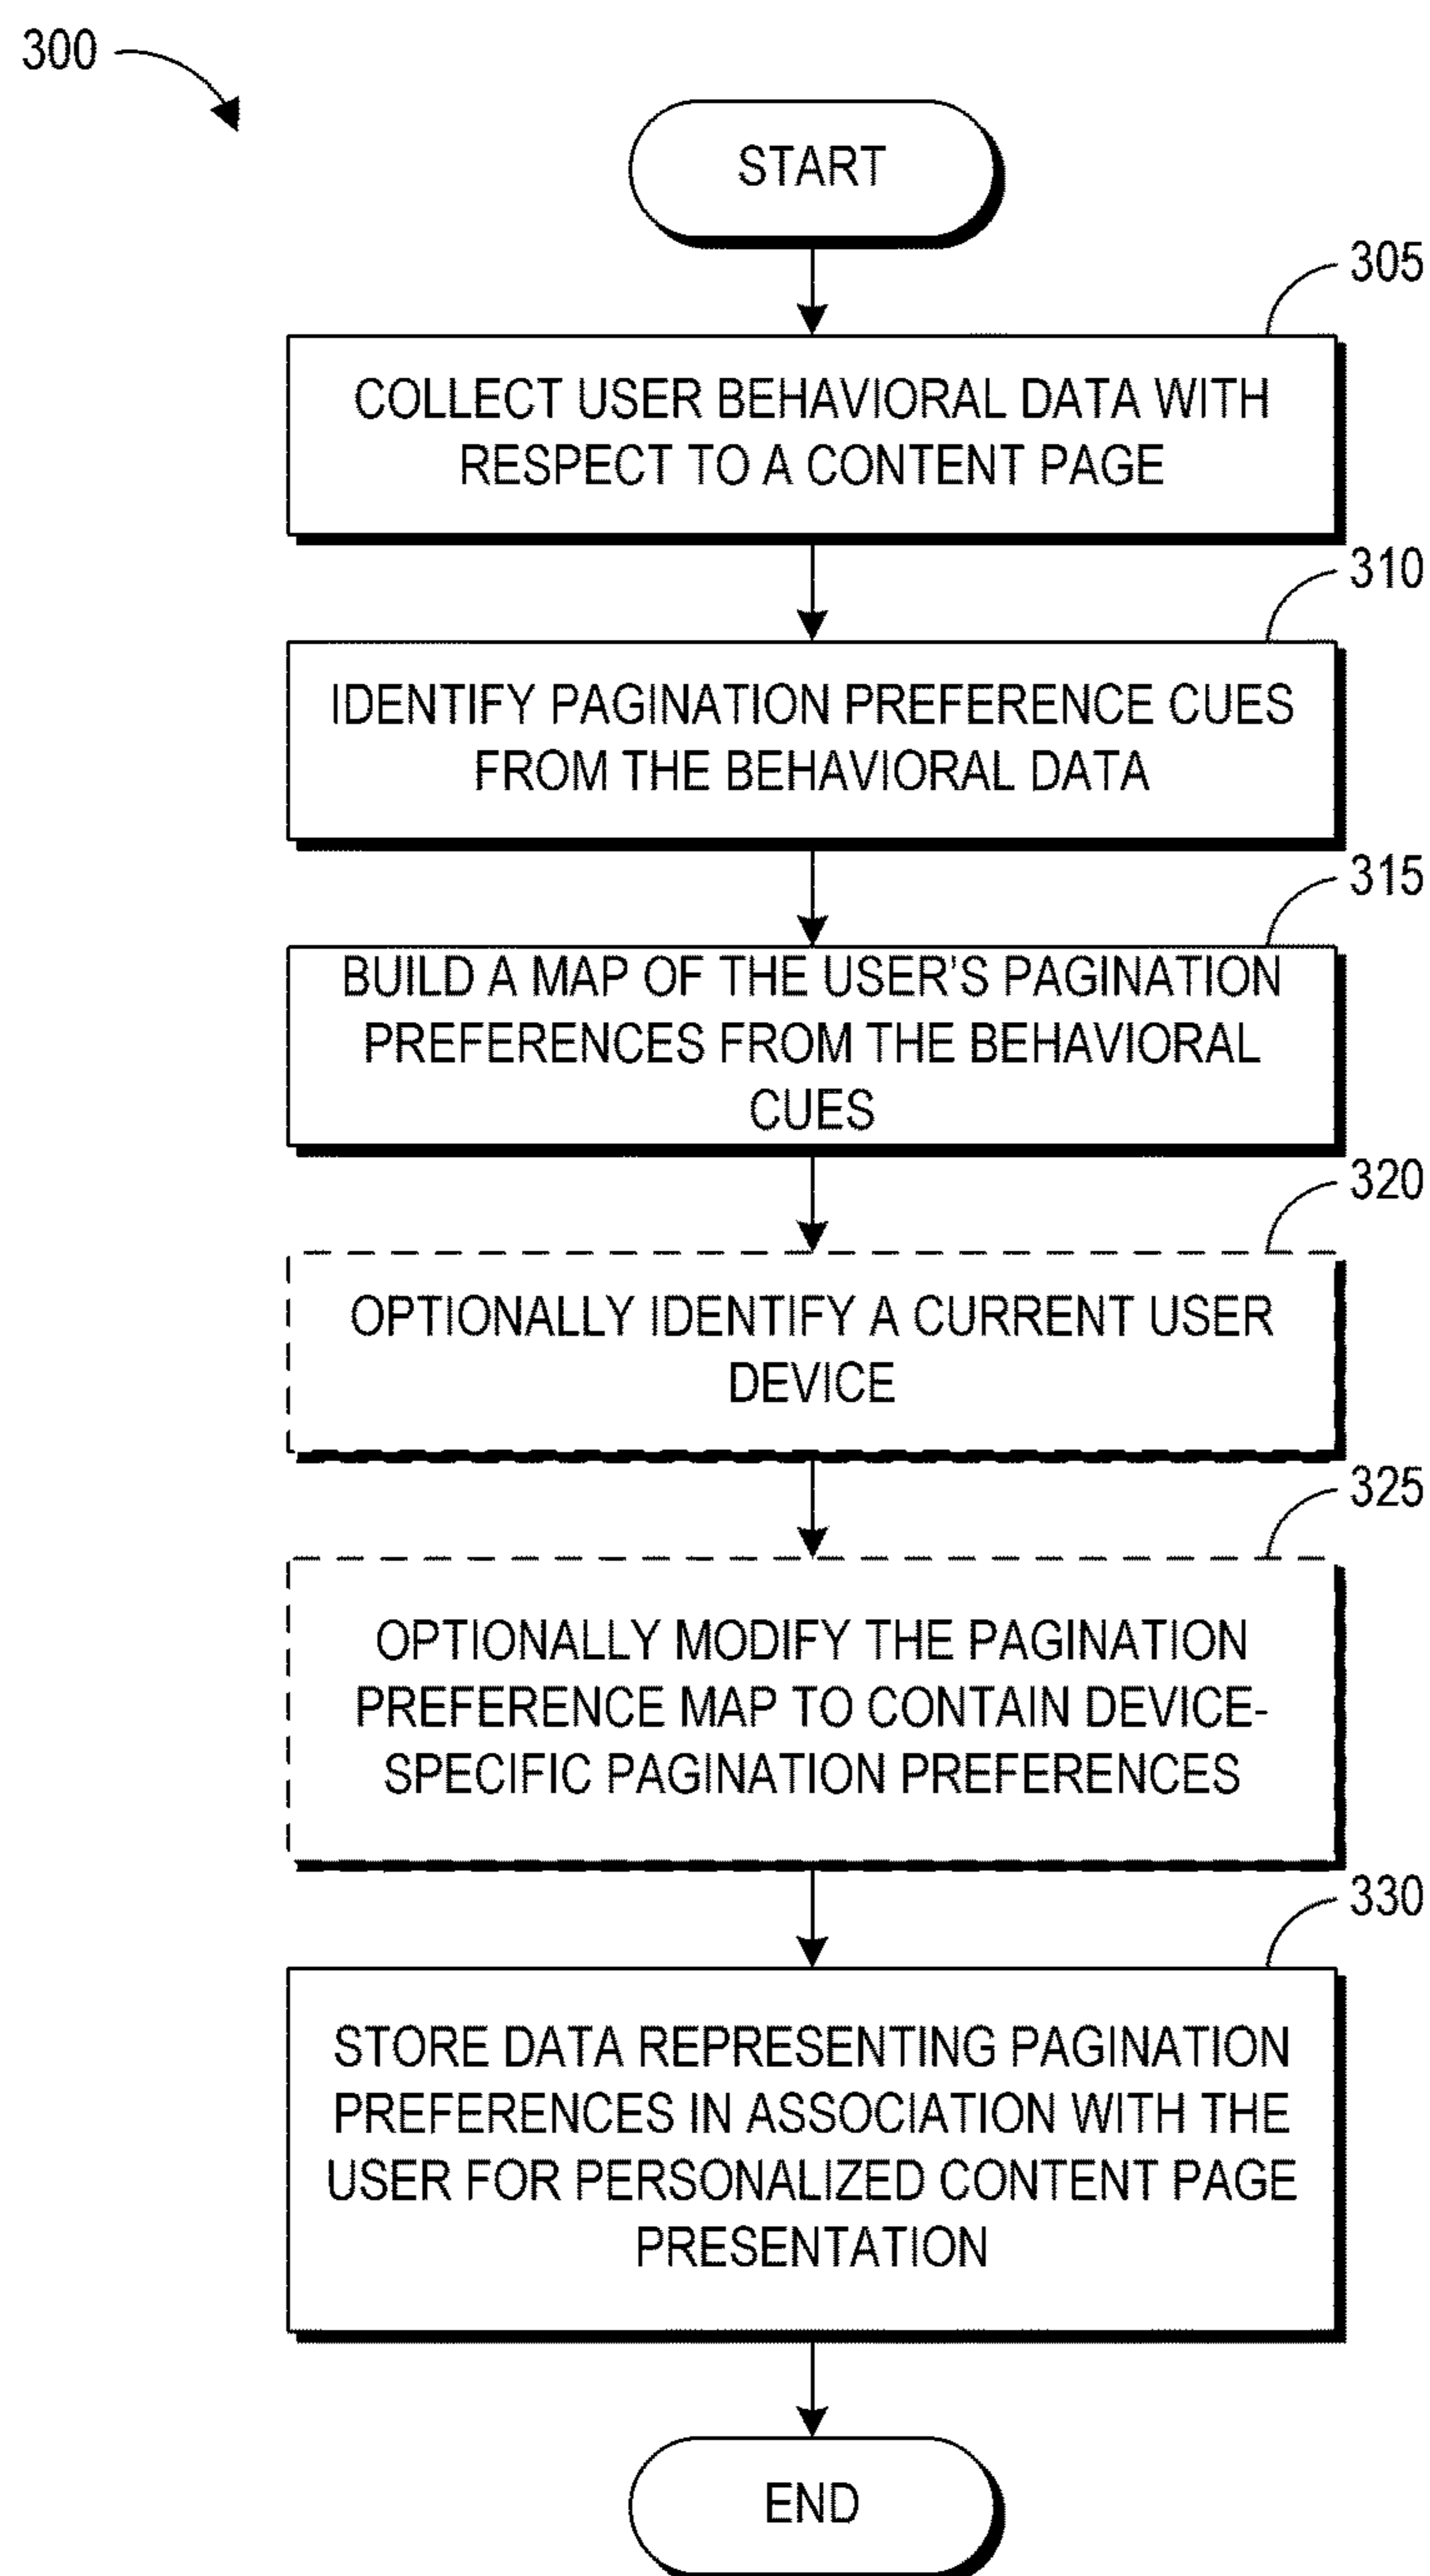 300
START
305
COLLECT USER BEHAVIORAL DATA WITH
RESPECT TO A CONTENT PAGE
310
IDENTIFY PAGINATION PREFERENCE CUES
FROM THE BEHAVIORAL DATA
315
BUILD A MAP OF THE USER'S PAGINATION
PREFERENCES FROM THE BEHAVIORAL
CUES
320
OPTIONALLY IDENTIFY A CURRENT USER
DEVICE
325
OPTIONALLY MODIFY THE PAGINATION
PREFERENCE MAP TO CONTAIN DEVICE-
SPECIFIC PAGINATION PREFERENCES
330
STORE DATA REPRESENTING PAGINATION
PREFERENCES IN ASSOCIATION WITH THE
USER FOR PERSONALIZED CONTENT PAGE
PRESENTATION
END